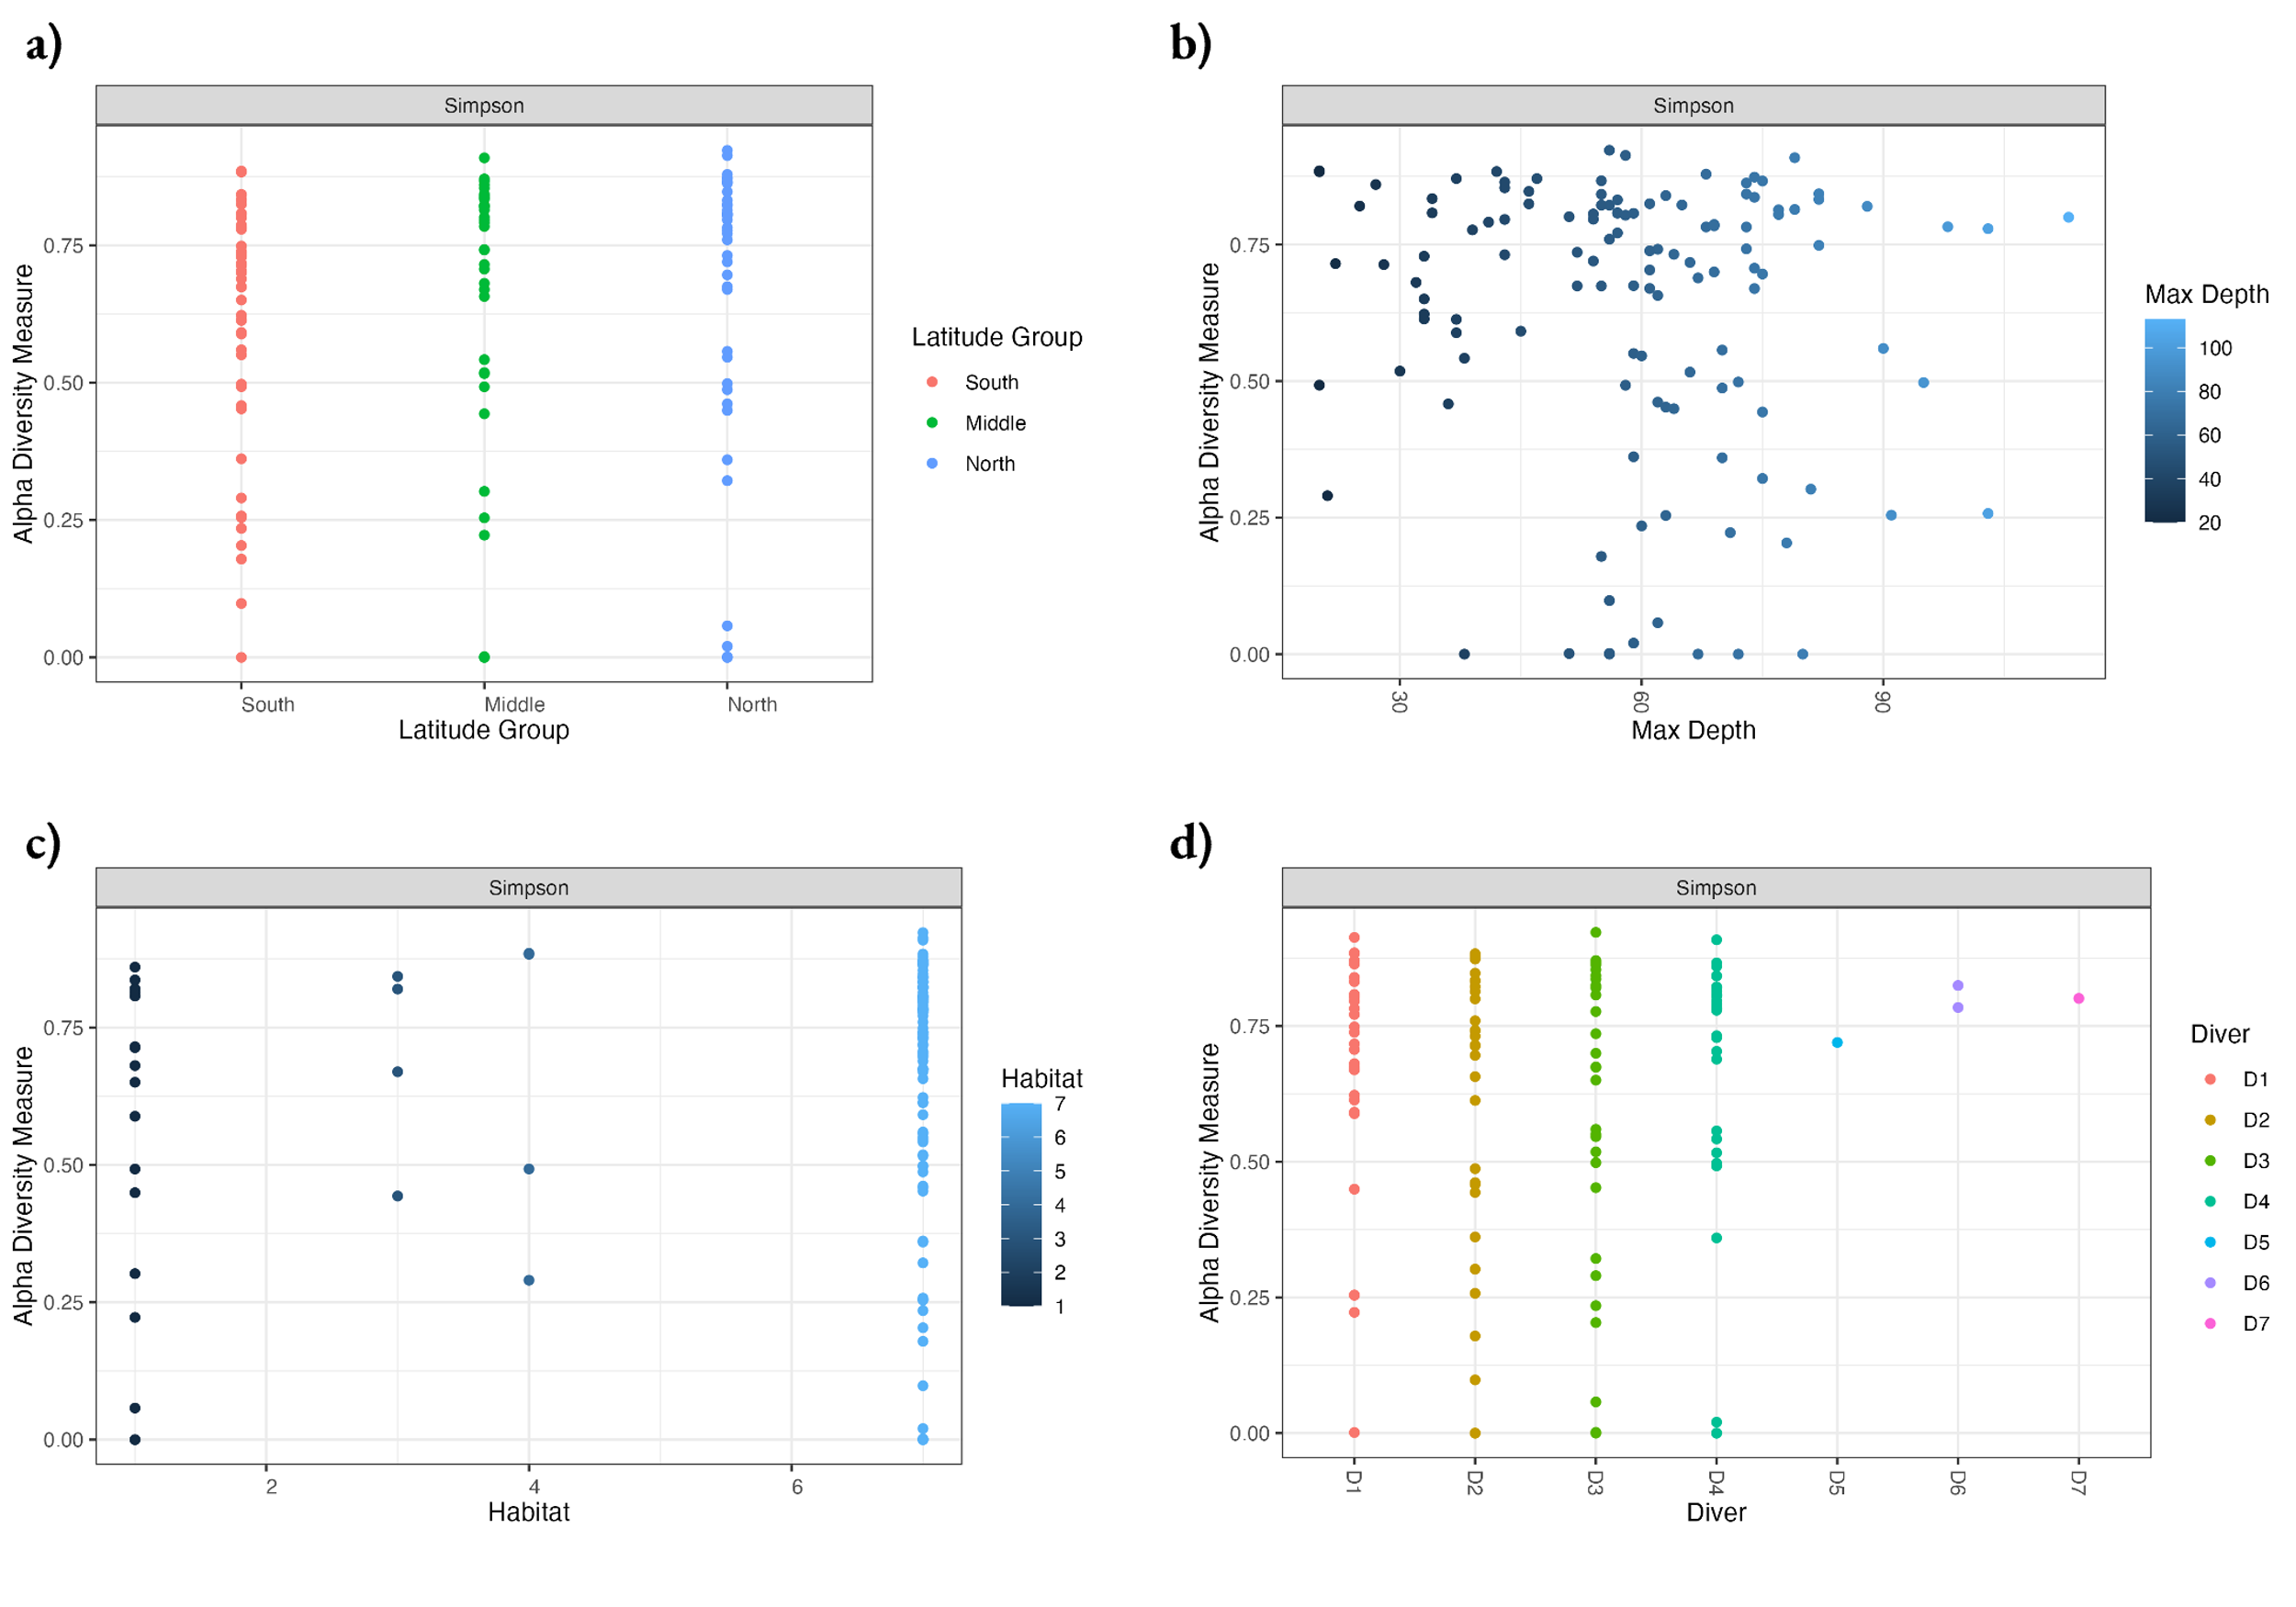 a)
Simpson
Alpha Diversity Measure
0.75
0.50
0.25
0.00
South
Middle
North
Latitude Group
Latitude Group
South
Middle
North
b)
Simpson
Alpha Diversity Measure
0.75
0.50
0.25
0.00
30
60
90
Max Depth
Max Depth
100
80
60
40
20
c)
Simpson
Alpha Diversity Measure
0.75
0.50
0.25
0.00
2
4
6
Habitat
Habitat
7
6
5
4
3
2
1
d)
Simpson
Alpha Diversity Measure
0.75
0.50
0.25
0.00
D1
D2
D3
D4
D5
D6
D7
Diver
Diver
D1
D2
D3
D4
D5
D6
D7